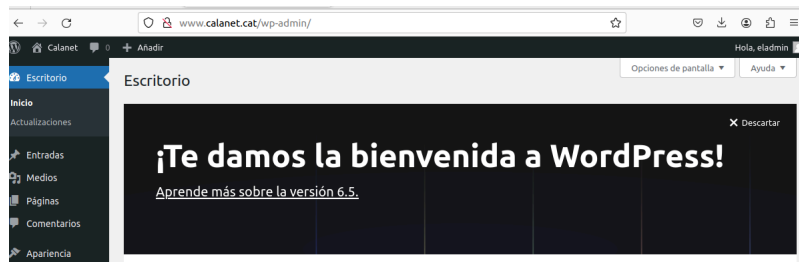 www.calanet.cat/wp-admin/
Calanet 0 + Añadir Hola, eladmin
Escritorio Opciones de pantalla ▼ Ayuda ▼
Escritorio
Inicio
Actualizaciones
Descartar
¡Te damos la bienvenida a WordPress!
Aprende más sobre la versión 6.5.
Entradas
Medios
Páginas
Comentarios
Apariencia